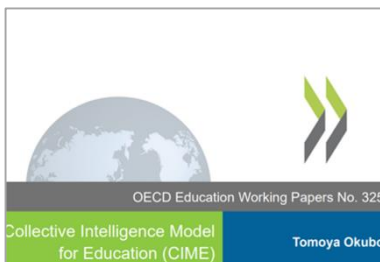 OECD Education Working Papers No. 325
Collective Intelligence Model
for Education (CIME)
Tomoya Okubo